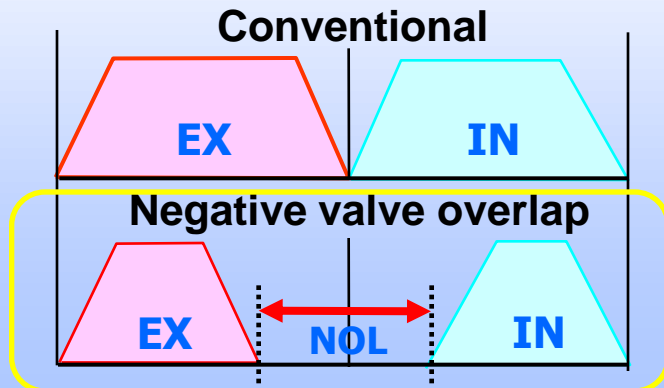 Conventional
EX IN
Negative valve overlap
EX NOL IN